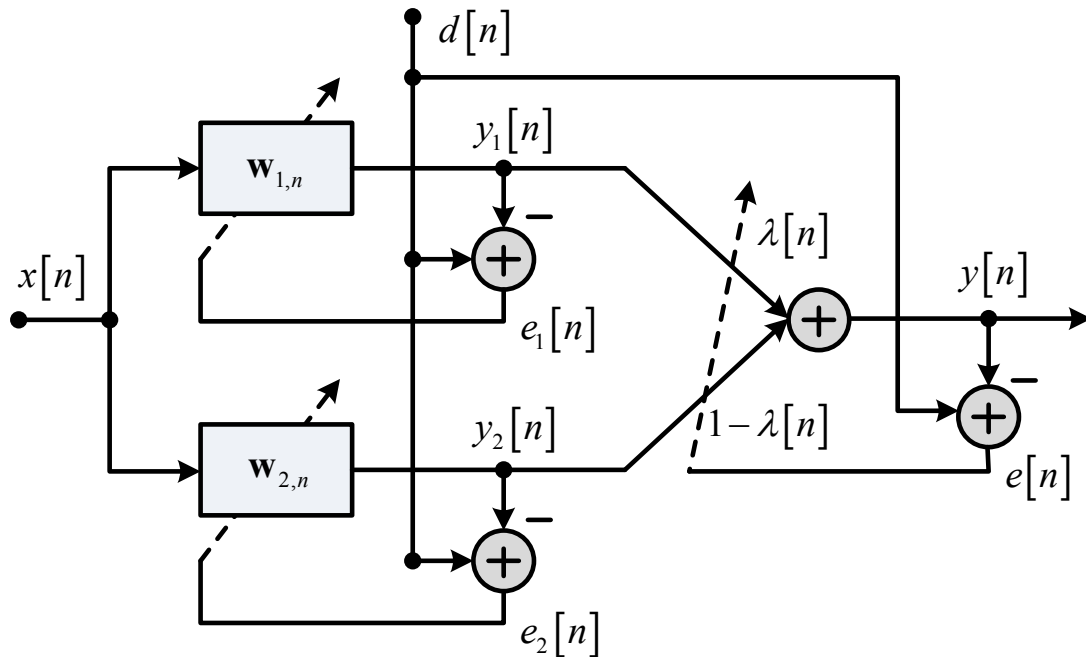 d[n]
y₁[n]
w₁,ₙ
−
λ[n]
x[n]
y[n]
+
+
e₁[n]
−
1−λ[n]
+
y₂[n]
w₂,ₙ
e[n]
−
+
e₂[n]